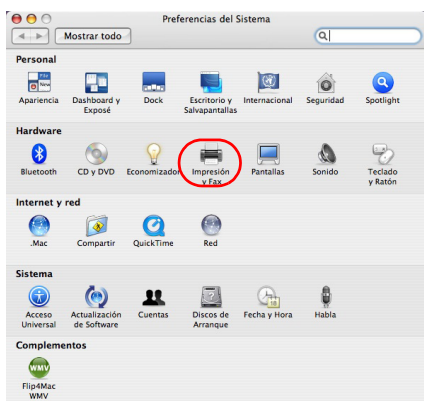 Preferencias del Sistema
Mostrar todo
Personal
Apariencia
Dashboard y
Exposé
Dock
Escritorio y
Salvapantallas
Internacional
Seguridad
Spotlight
Hardware
Bluetooth
CD y DVD
Economizador
Impresión
y Fax
Pantallas
Sonido
Teclado
y Ratón
Internet y red
.Mac
Compartir
QuickTime
Red
Sistema
Acceso
Universal
Actualización
de Software
Cuentas
Discos de
Arranque
Fecha y Hora
Habla
Complementos
WMV
Flip4Mac
WMV